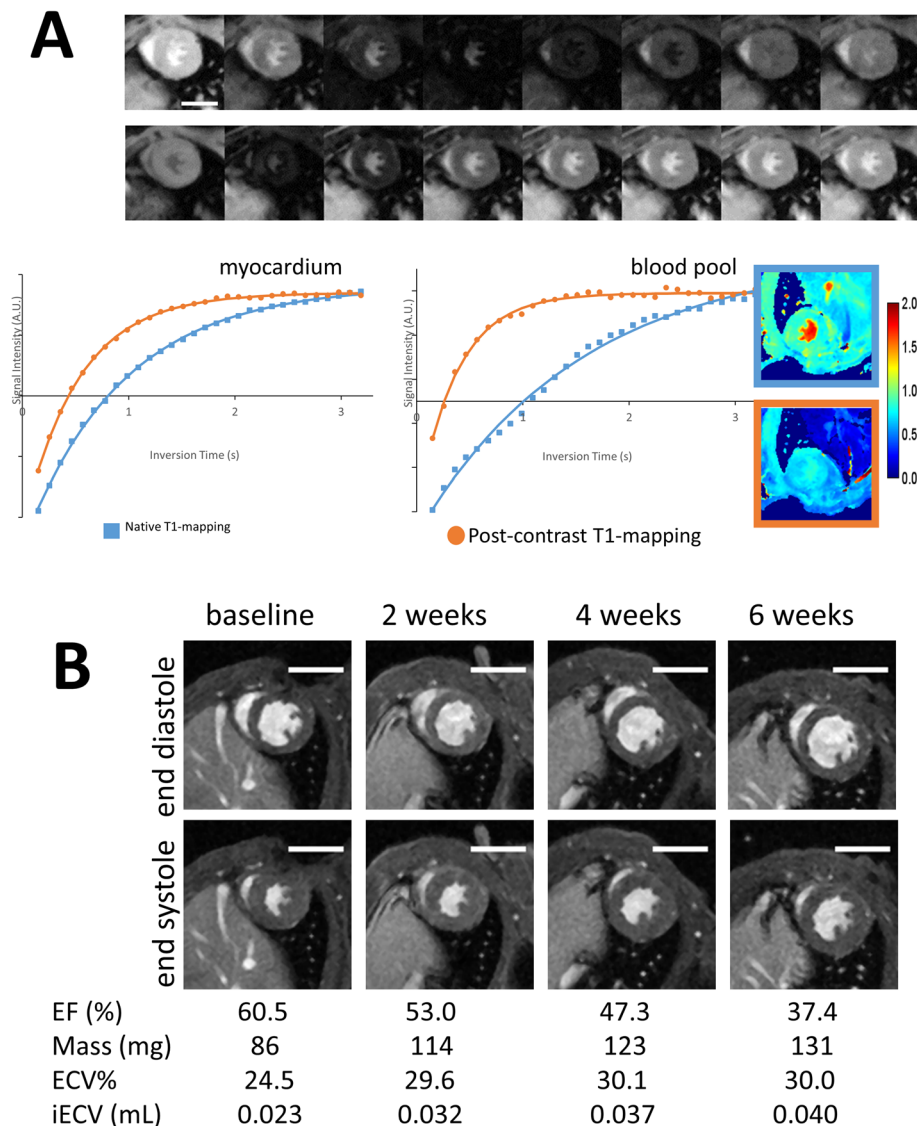 A
myocardium
blood pool
Signal Intensity (A.U.)
0 1 2 3
Inversion Time (s)
Signal Intensity (A.U.)
0 1 2 3
Inversion Time (s)
2.0
1.5
1.0
0.5
0.0
Native T1-mapping
Post-contrast T1-mapping
B
baseline 2 weeks 4 weeks 6 weeks
end diastole
end systole
EF (%) 60.5 53.0 47.3 37.4
Mass (mg) 86 114 123 131
ECV% 24.5 29.6 30.1 30.0
iECV (mL) 0.023 0.032 0.037 0.040